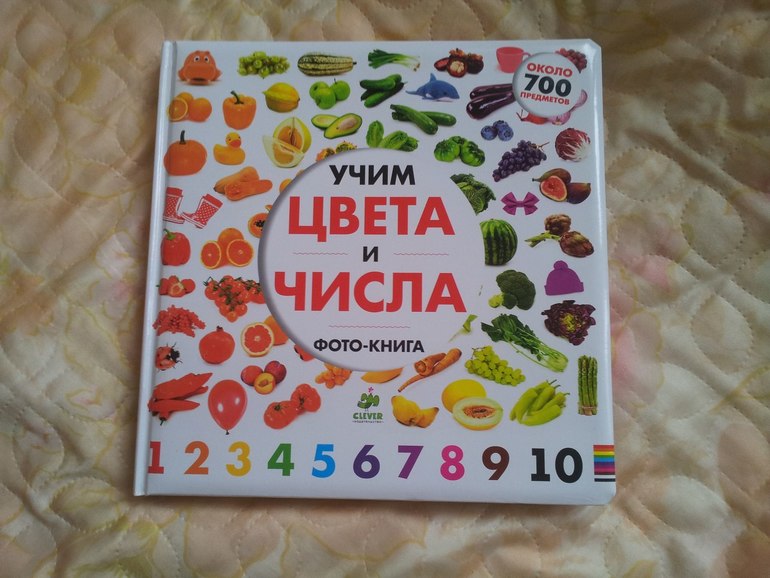 ОКОЛО
700
ПРЕДМЕТОВ
УЧИМ
ЦВЕТА
и
ЧИСЛА
ФОТО-КНИГА
CLEVER
ИЗДАТЕЛЬСТВО
1 2 3 4 5 6 7 8 9 10